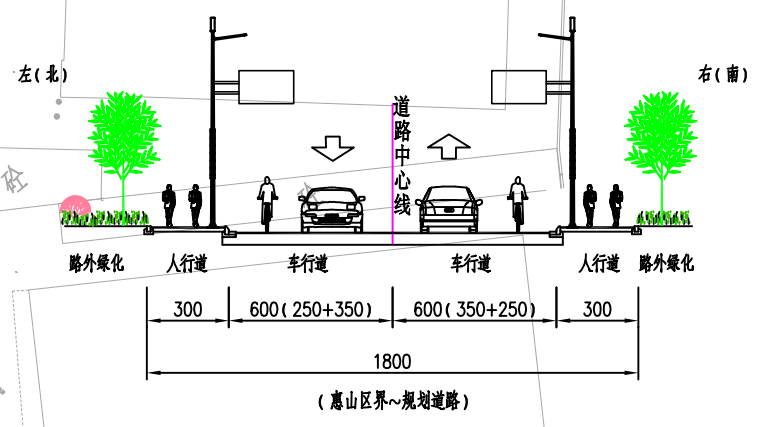 左(北)
右(南)
道路中心线
砼
砼
路外绿化 人行道 车行道 车行道 人行道 路外绿化
300 600(250+350) 600(350+250) 300
1800
(惠山区界~规划道路)